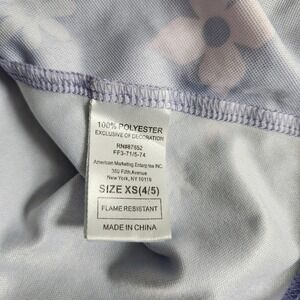 100% POLYESTER
EXCLUSIVE OF DECORATION
RN#87652
FF3-71/5-74
American Marketing Enterprise INC.
350 Fifth Avenue
New York, NY 10118
SIZE XS(4/5)
FLAME RESISTANT
MADE IN CHINA